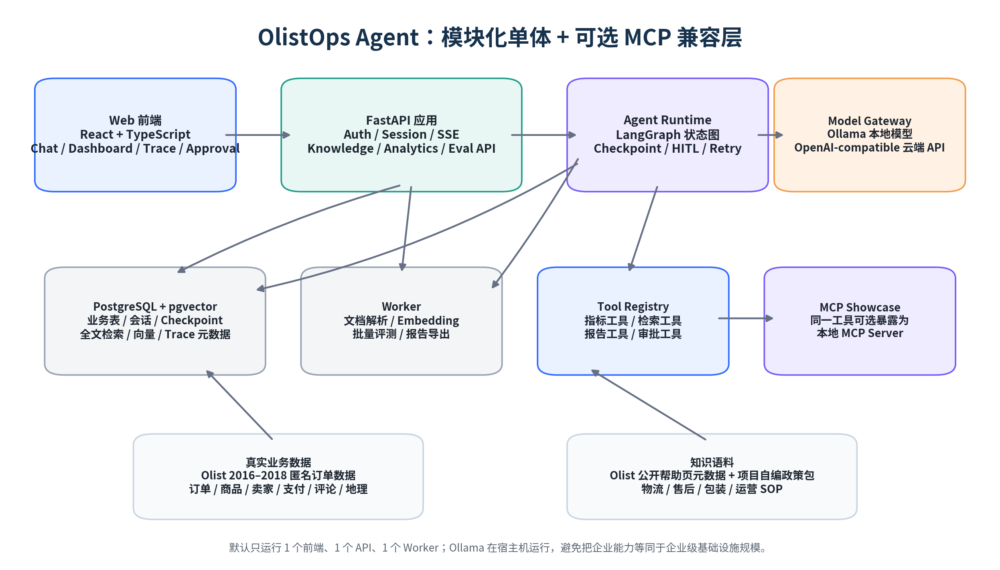 OlistOps Agent：模块化单体 + 可选 MCP 兼容层
Web 前端
React + TypeScript
Chat / Dashboard / Trace / Approval
FastAPI 应用
Auth / Session / SSE
Knowledge / Analytics / Eval API
Agent Runtime
LangGraph 状态图
Checkpoint / HITL / Retry
Model Gateway
Ollama 本地模型
OpenAI-compatible 云端 API
PostgreSQL + pgvector
业务表 / 会话 / Checkpoint
全文检索 / 向量 / Trace 元数据
Worker
文档解析 / Embedding
批量评测 / 报告导出
Tool Registry
指标工具 / 检索工具
报告工具 / 审批工具
MCP Showcase
同一工具可选暴露为
本地 MCP Server
真实业务数据
Olist 2016–2018 匿名订单数据
订单 / 商品 / 卖家 / 支付 / 评论 / 地理
知识语料
Olist 公开帮助页元数据 + 项目自编政策包
物流 / 售后 / 包装 / 运营 SOP
默认只运行 1 个前端、1 个 API、1 个 Worker；Ollama 在宿主机运行，避免把企业能力等同于企业级基础设施规模。